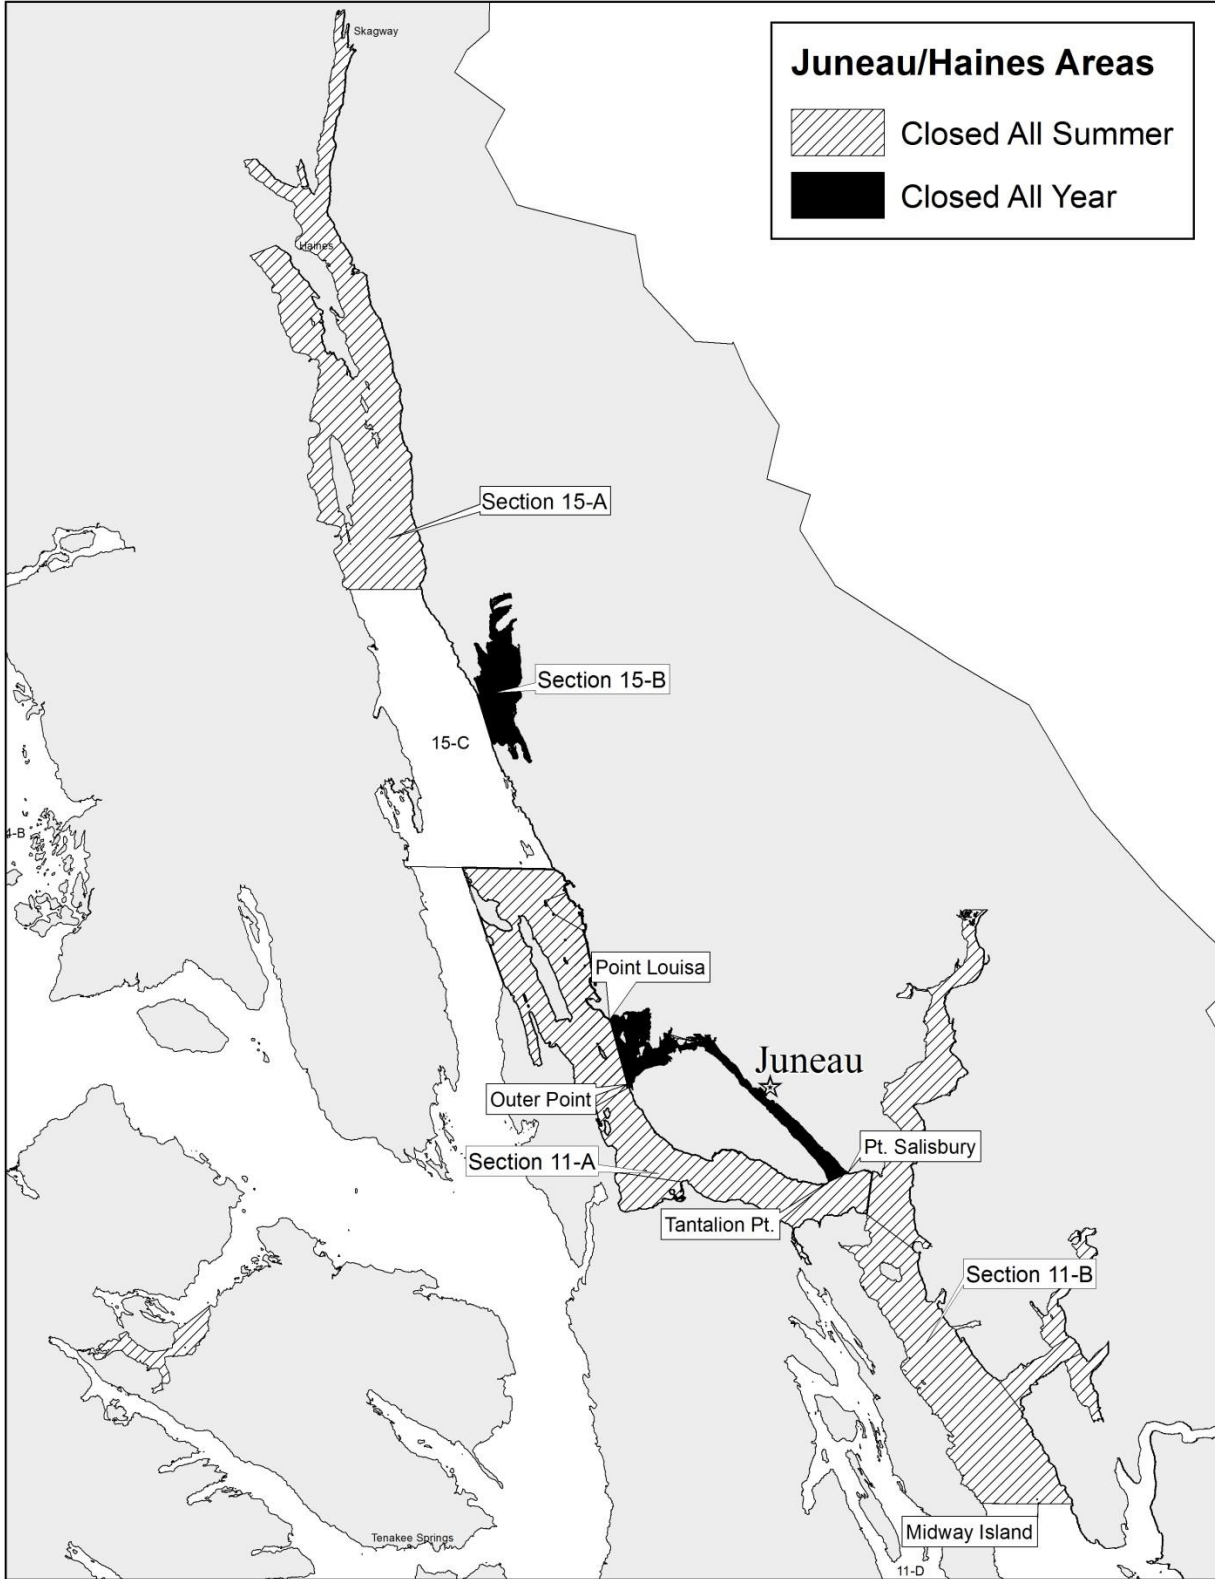 Skagway
Juneau/Haines Areas
Closed All Summer
Closed All Year
Haines
Section 15-A
Section 15-B
15-C
4-B
Point Louisa
Juneau
Outer Point
Pt. Salisbury
Section 11-A
Tantalion Pt.
Section 11-B
Midway Island
Tenakee Springs
11-D